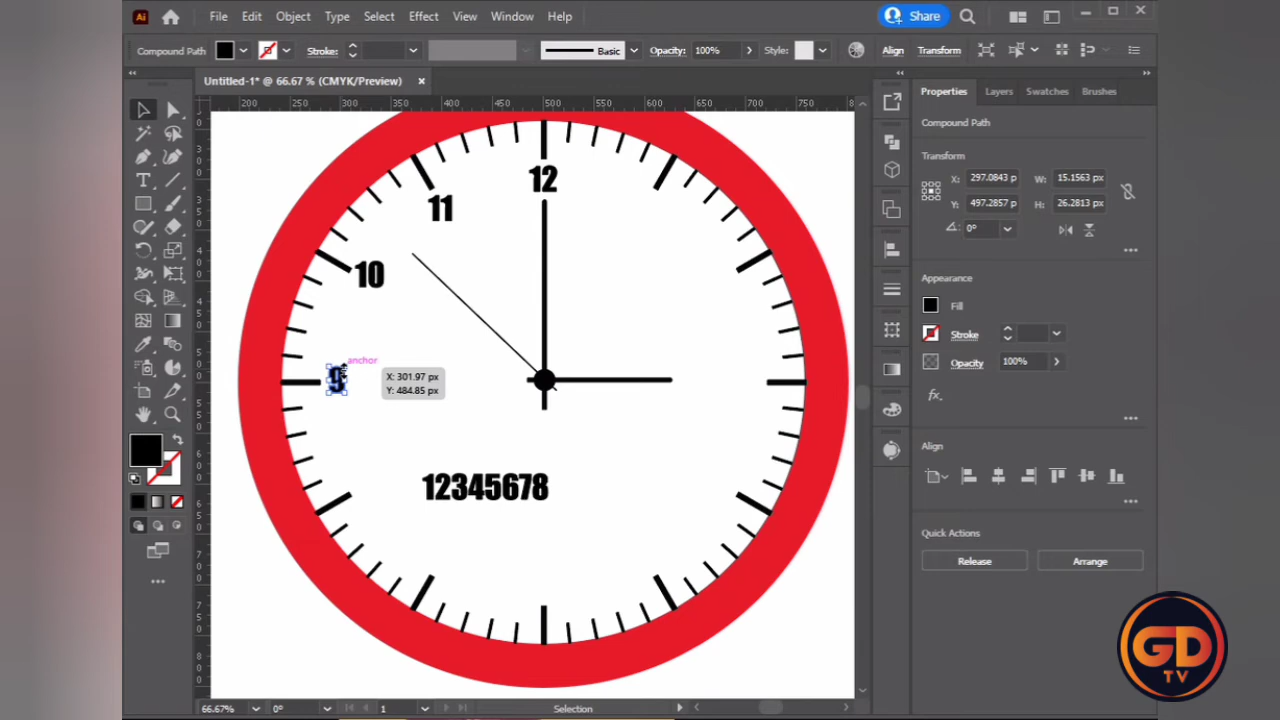 Ai File Edit Object Type Select Effect View Window Help Share
Compound Path Stroke: Basic Opacity: 100% Style: Align Transform
Untitled-1* @ 66.67 % (CMYK/Preview) ×
200 250 300 350 400 450 500 550 600 650 700 750 8
Properties Layers Swatches Brushes
Compound Path
Transform
X: 297.0843 p W: 15.1563 px
Y: 497.2857 p H: 26.2813 px
0°
Appearance
Fill
Stroke
Opacity 100%
fx.
Align
Quick Actions
Release Arrange
12
11
10
9
anchor
X: 301.97 px
Y: 484.85 px
12345678
GD
TV
66.67% 0° 1 Selection